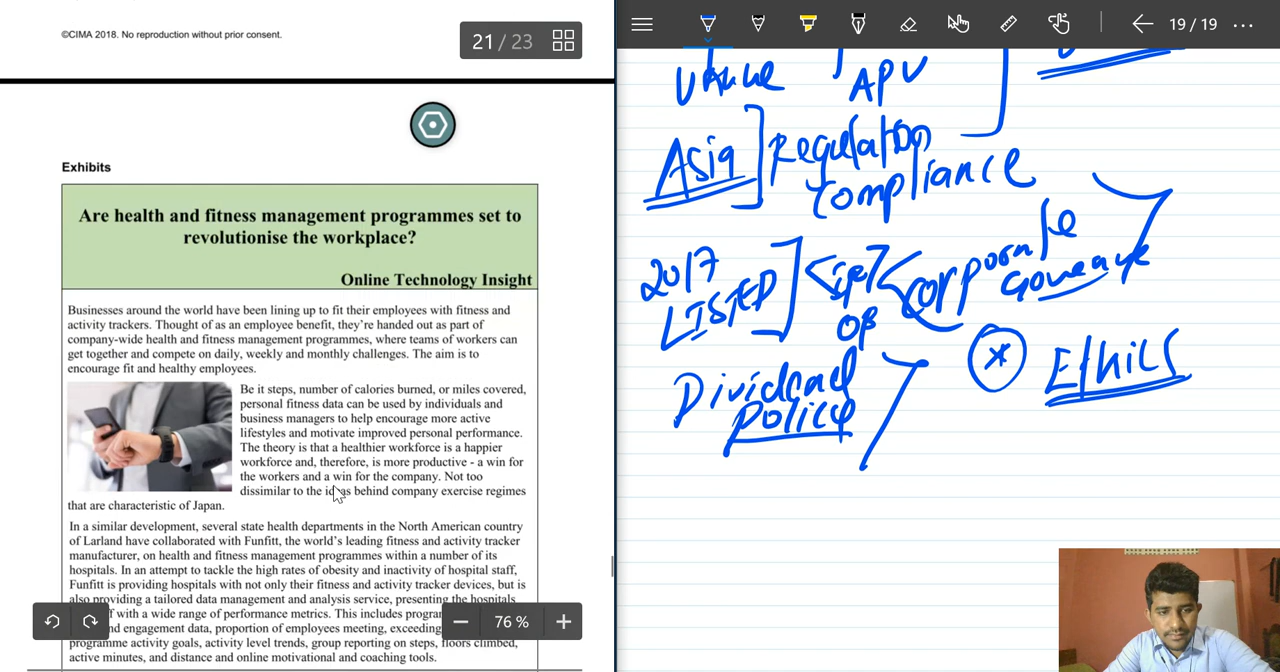 ©CIMA 2018. No reproduction without prior consent.
21 / 23
Exhibits
Are health and fitness management programmes set to
revolutionise the workplace?
Online Technology Insight
Businesses around the world have been lining up to fit their employees with fitness and
activity trackers. Thought of as an employee benefit, they're handed out as part of
company-wide health and fitness management programmes, where teams of workers can
get together and compete on daily, weekly and monthly challenges. The aim is to
encourage fit and healthy employees.
Be it steps, number of calories burned, or miles covered,
personal fitness data can be used by individuals and
business managers to help encourage more active
lifestyles and motivate improved personal performance.
The theory is that a healthier workforce is a happier
workforce and, therefore, is more productive - a win for
the workers and a win for the company. Not too
dissimilar to the ideas behind company exercise regimes
that are characteristic of Japan.
In a similar development, several state health departments in the North American country
of Larland have collaborated with Funfitt, the world's leading fitness and activity tracker
manufacturer, on health and fitness management programmes within a number of its
hospitals. In an attempt to tackle the high rates of obesity and inactivity of hospital staff,
Funfitt is providing hospitals with not only their fitness and activity tracker devices, but is
also providing a tailored data management and analysis service, presenting the hospitals
with a wide range of performance metrics. This includes
engagement data, proportion of employees meeting, exceeding
programme activity goals, activity level trends, group reporting on steps, floors climbed,
active minutes, and distance and online motivational and coaching tools.
76 %
19 / 19
Value APV
Asia Regulation
compliance
2017
LISTED
Corporate
Dividend
policy
Ethics